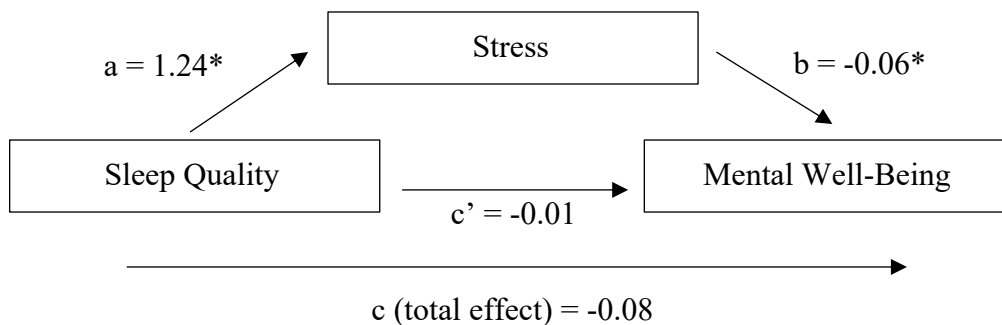 Stress
a = 1.24*
b = -0.06*
Sleep Quality
Mental Well-Being
c’ = -0.01
c (total effect) = -0.08